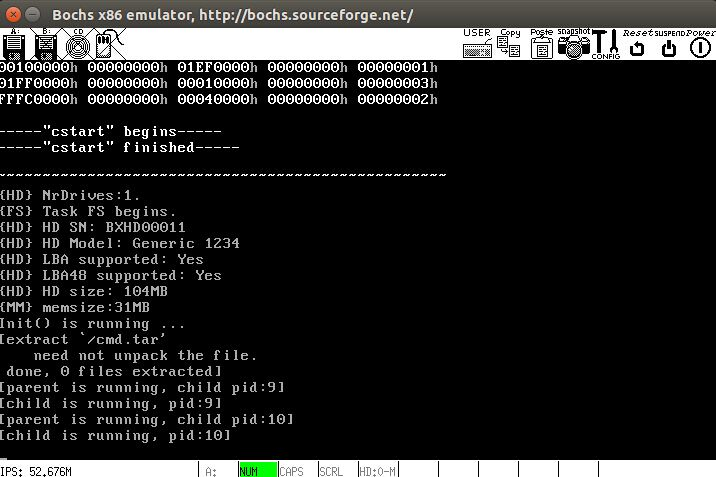 Bochs x86 emulator, http://bochs.sourceforge.net/
A: B: CD USER Copy Paste snapshot CONFIG Reset SUSPEND Power
00100000h 00000000h 01EF0000h 00000000h 00000001h
01FF0000h 00000000h 00010000h 00000000h 00000003h
FFFC0000h 00000000h 00040000h 00000000h 00000002h
-----"cstart" begins-----
-----"cstart" finished-----
~~~~~~~~~~~~~~~~~~~~~~~~~~~~~~~~~~~~~~~~~~~~~~~~~~
{HD} NrDrives:1.
{FS} Task FS begins.
{HD} HD SN: BXHD00011
{HD} HD Model: Generic 1234
{HD} LBA supported: Yes
{HD} LBA48 supported: Yes
{HD} HD size: 104MB
{MM} memsize:31MB
Init() is running ...
[extract `/cmd.tar'
need not unpack the file.
done, 0 files extracted]
[parent is running, child pid:9]
[child is running, pid:9]
[parent is running, child pid:10]
[child is running, pid:10]
IPS: 52.676M A: NUM CAPS SCRL HD:0-M